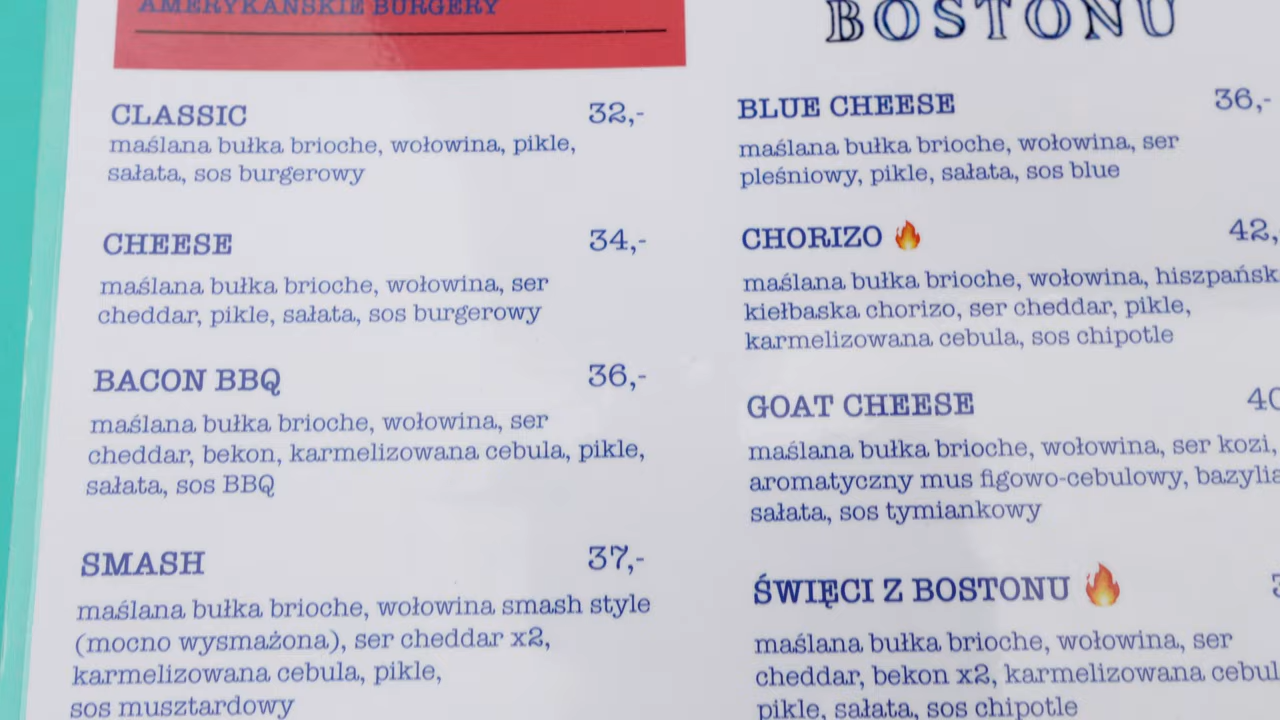 AMERYKAŃSKIE BURGERY
CLASSIC 32,-
maślana bułka brioche, wołowina, pikle,
sałata, sos burgerowy
CHEESE 34,-
maślana bułka brioche, wołowina, ser
cheddar, pikle, sałata, sos burgerowy
BACON BBQ 36,-
maślana bułka brioche, wołowina, ser
cheddar, bekon, karmelizowana cebula, pikle,
sałata, sos BBQ
SMASH 37,-
maślana bułka brioche, wołowina smash style
(mocno wysmażona), ser cheddar x2,
karmelizowana cebula, pikle,
sos musztardowy
BOSTONU
BLUE CHEESE 36,-
maślana bułka brioche, wołowina, ser
pleśniowy, pikle, sałata, sos blue
CHORIZO 🔥 42,
maślana bułka brioche, wołowina, hiszpańsk
kiełbaska chorizo, ser cheddar, pikle,
karmelizowana cebula, sos chipotle
GOAT CHEESE 40
maślana bułka brioche, wołowina, ser kozi,
aromatyczny mus figowo-cebulowy, bazylia
sałata, sos tymiankowy
ŚWIĘCI Z BOSTONU 🔥
maślana bułka brioche, wołowina, ser
cheddar, bekon x2, karmelizowana cebul
pikle, sałata, sos chipotle